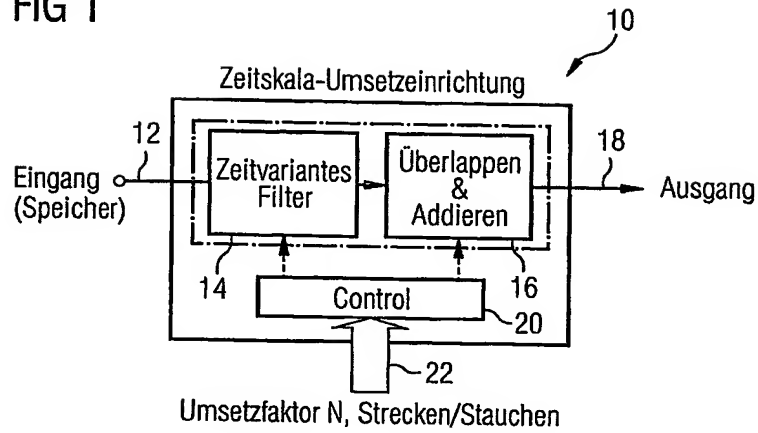 FIG 1
10
Zeitskala-Umsetzeinrichtung
12
18
Eingang
(Speicher)
Zeitvariantes
Filter
Überlappen
&
Addieren
Ausgang
14
16
Control
20
22
Umsetzfaktor N, Strecken/Stauchen